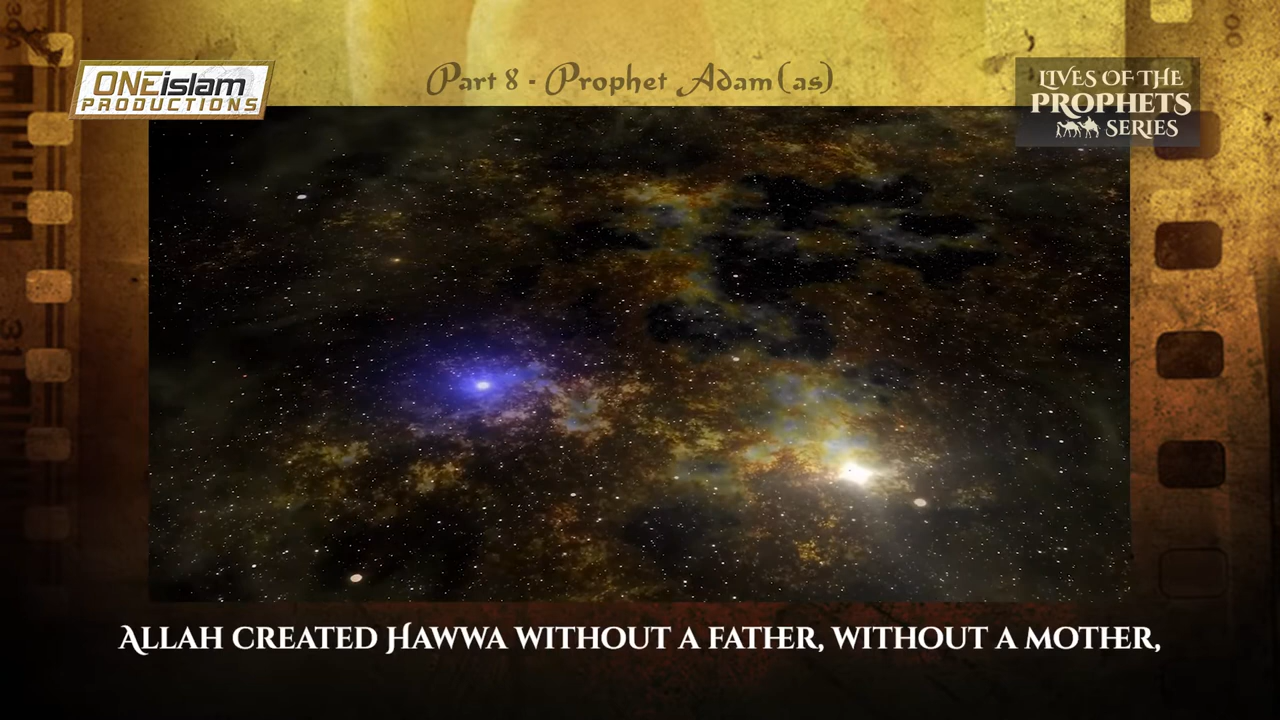 ONEislam
PRODUCTIONS
Part 8 - Prophet Adam (as)
LIVES OF THE
PROPHETS
SERIES
ALLAH CREATED HAWWA WITHOUT A FATHER, WITHOUT A MOTHER,